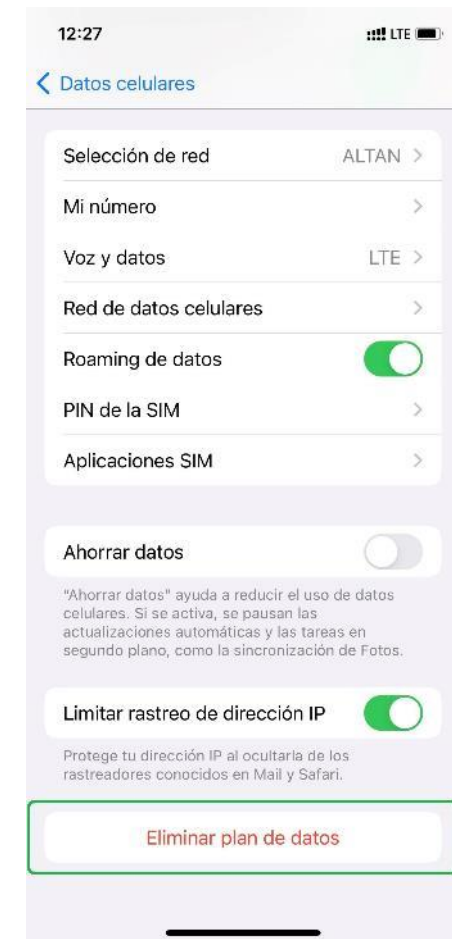 12:27
LTE
Datos celulares
Selección de red
ALTAN
Mi número
Voz y datos
LTE
Red de datos celulares
Roaming de datos
PIN de la SIM
Aplicaciones SIM
Ahorrar datos
"Ahorrar datos" ayuda a reducir el uso de datos
celulares. Si se activa, se pausan las
actualizaciones automáticas y las tareas en
segundo plano, como la sincronización de Fotos.
Limitar rastreo de dirección IP
Protege tu dirección IP al ocultarla de los
rastreadores conocidos en Mail y Safari.
Eliminar plan de datos